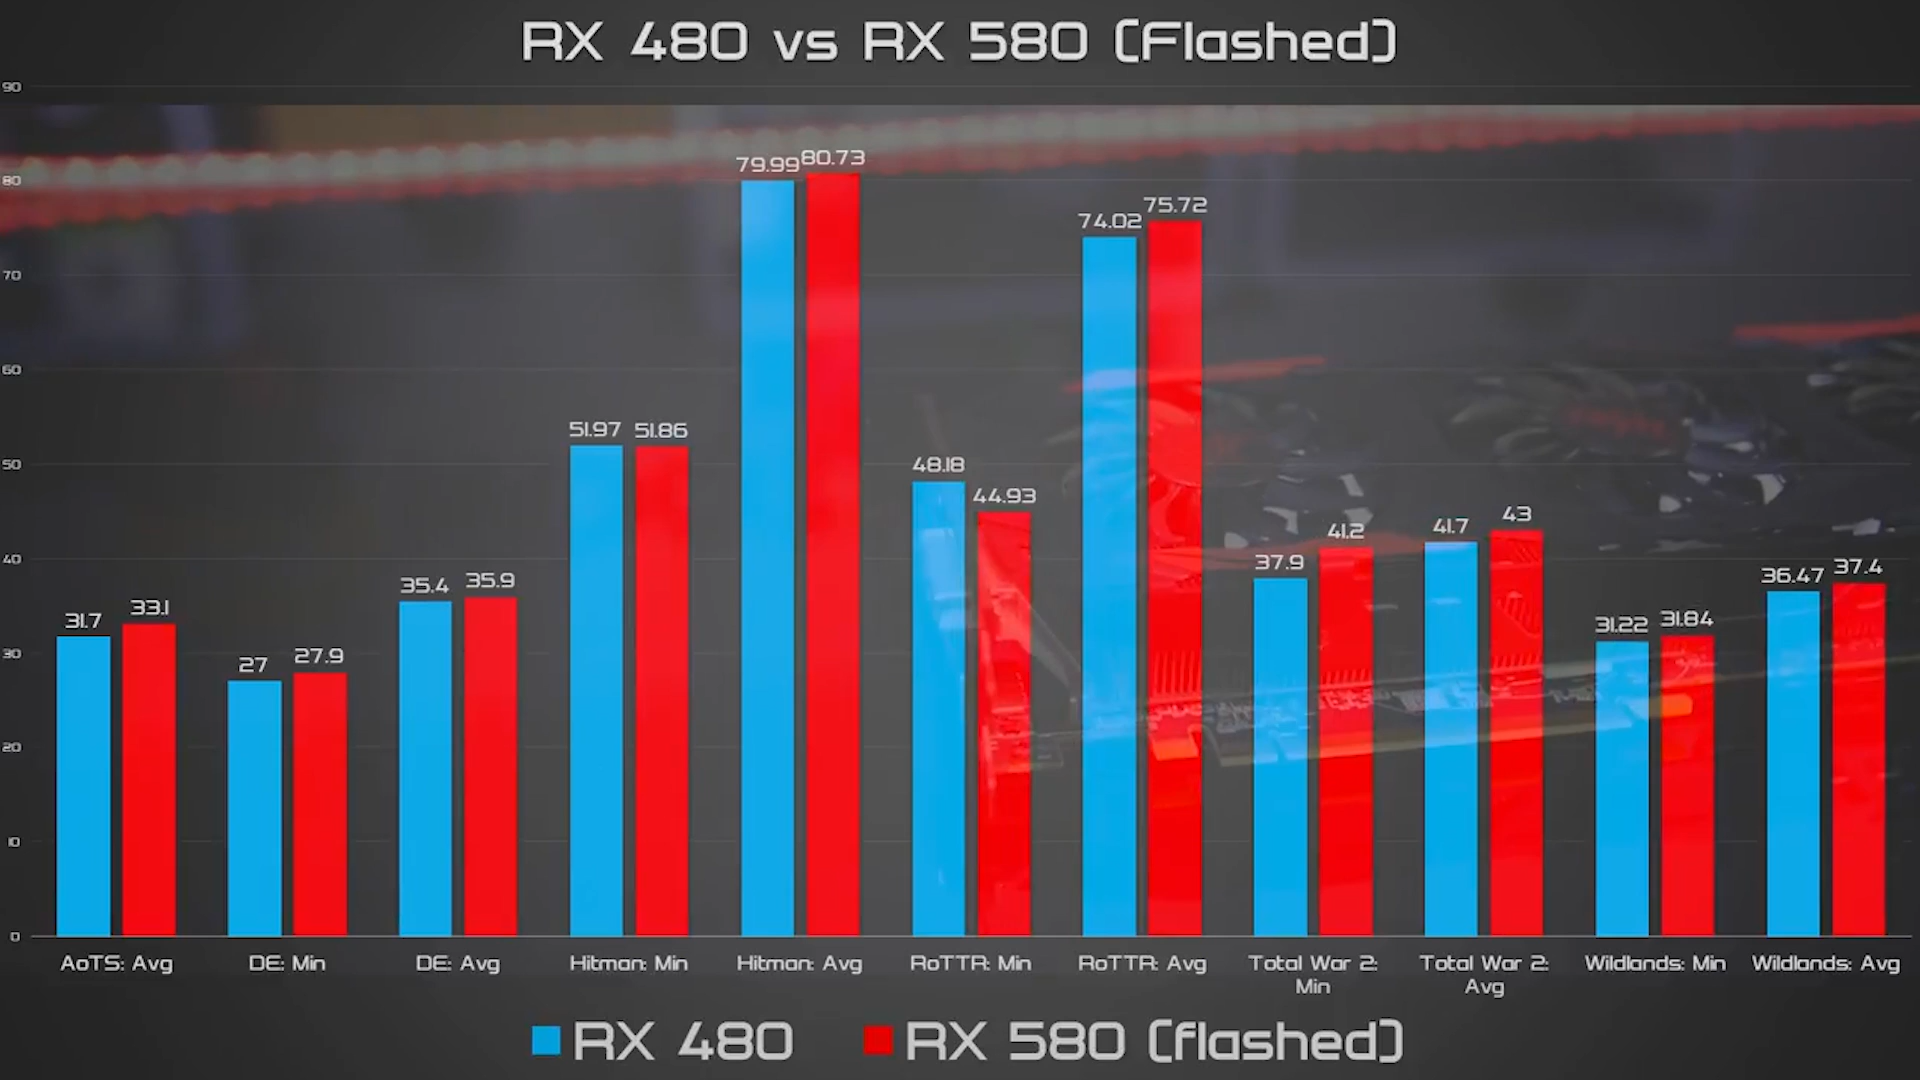 RX 480 vs RX 580 (Flashed)
90
80
70
60
50
40
30
20
10
0
31.7
33.1
27
27.9
35.4
35.9
51.97
51.86
79.99
80.73
48.18
44.93
74.02
75.72
37.9
41.2
41.7
43
31.22
31.84
36.47
37.4
AoTS: Avg
DE: Min
DE: Avg
Hitman: Min
Hitman: Avg
RoTTR: Min
RoTTR: Avg
Total War 2:
Min
Total War 2:
Avg
Wildlands: Min
Wildlands: Avg
RX 480
RX 580 (flashed)